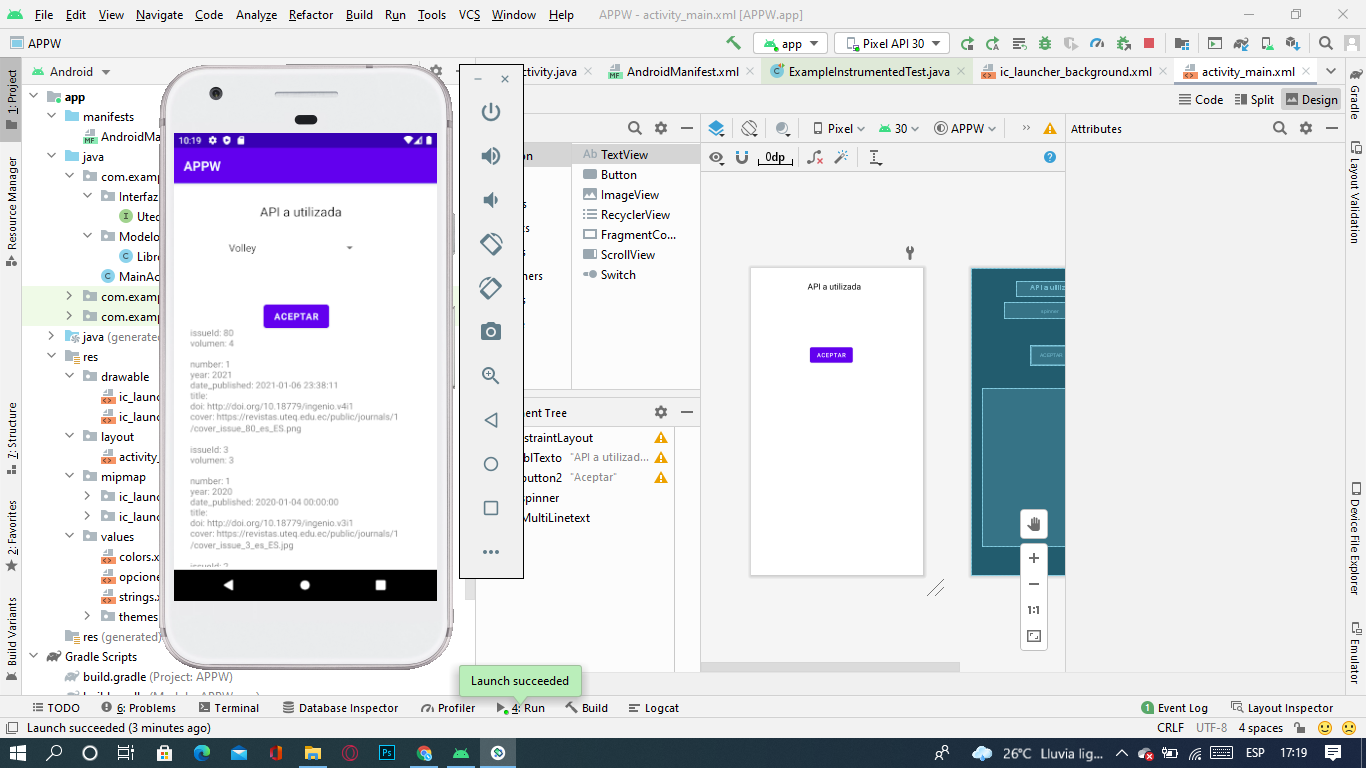 File Edit View Navigate Code Analyze Refactor Build Run Tools VCS Window Help APPW - activity_main.xml [APPW.app]
APPW
app
Pixel API 30
Android
ctivity.java
AndroidManifest.xml
ExampleInstrumentedTest.java
ic_launcher_background.xml
activity_main.xml
Code
Split
Design
1: Project
Resource Manager
7: Structure
2: Favorites
Build Variants
app
manifests
AndroidMa
java
com.examp
Interfaz
Uteq
Modelo
Libro
MainAc
com.examp
com.examp
java (generated
res
drawable
ic_launc
ic_launc
layout
activity_
mipmap
ic_launc
ic_launc
values
colors.x
opcione
strings.x
themes
res (generated)
Gradle Scripts
build.gradle (Project: APPW)
10:19
APPW
API a utilizada
Volley
ACEPTAR
issueId: 80
volumen: 4
number: 1
year: 2021
date_published: 2021-01-06 23:38:11
title:
doi: http://doi.org/10.18779/ingenio.v4i1
cover: https://revistas.uteq.edu.ec/public/journals/1
/cover_issue_80_es_ES.png
issueId: 3
volumen: 3
number: 1
year: 2020
date_published: 2020-01-04 00:00:00
title:
doi: http://doi.org/10.18779/ingenio.v3i1
cover: https://revistas.uteq.edu.ec/public/journals/1
/cover_issue_3_es_ES.jpg
issueId: 2
on
ners
Ab TextView
Button
ImageView
RecyclerView
FragmentCo...
ScrollView
Switch
Pixel
30
APPW
0dp
nent Tree
straintLayout
blTexto "API a utilizad...
button2 "Aceptar"
spinner
MultiLinetext
API a utilizada
ACEPTAR
API a utiliz
spinner
ACEPTAR
1:1
Attributes
Gradle
Layout Validation
Device File Explorer
Emulator
Launch succeeded
TODO
6: Problems
Terminal
Database Inspector
Profiler
4: Run
Build
Logcat
1 Event Log
Layout Inspector
Launch succeeded (3 minutes ago)
CRLF UTF-8 4 spaces
26°C Lluvia lig...
ESP
17:19